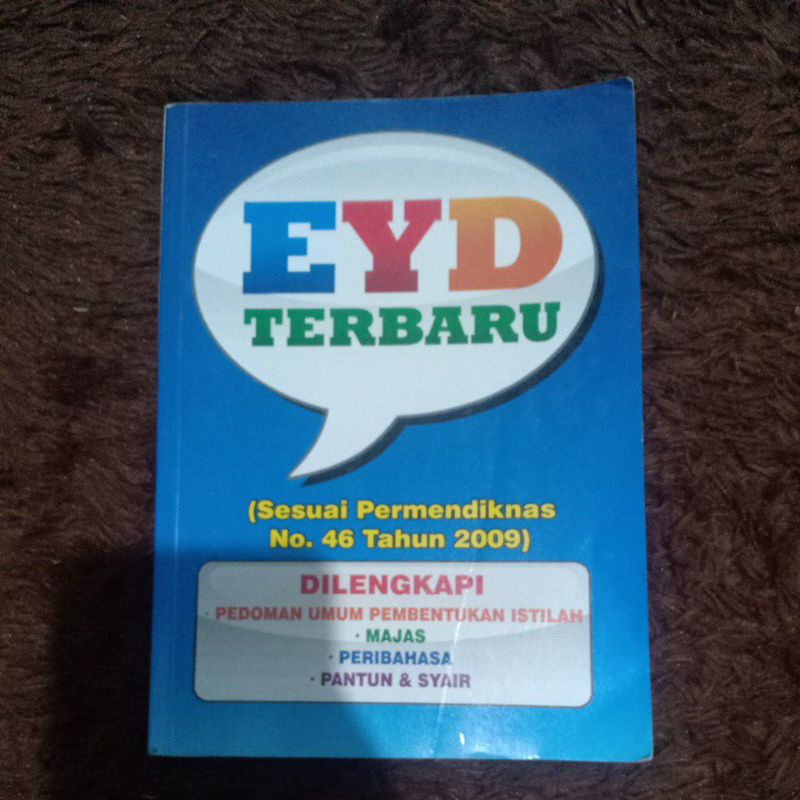 EYD
TERBARU
(Sesuai Permendiknas
No. 46 Tahun 2009)
DILENGKAPI
· PEDOMAN UMUM PEMBENTUKAN ISTILAH
· MAJAS
· PERIBAHASA
· PANTUN & SYAIR